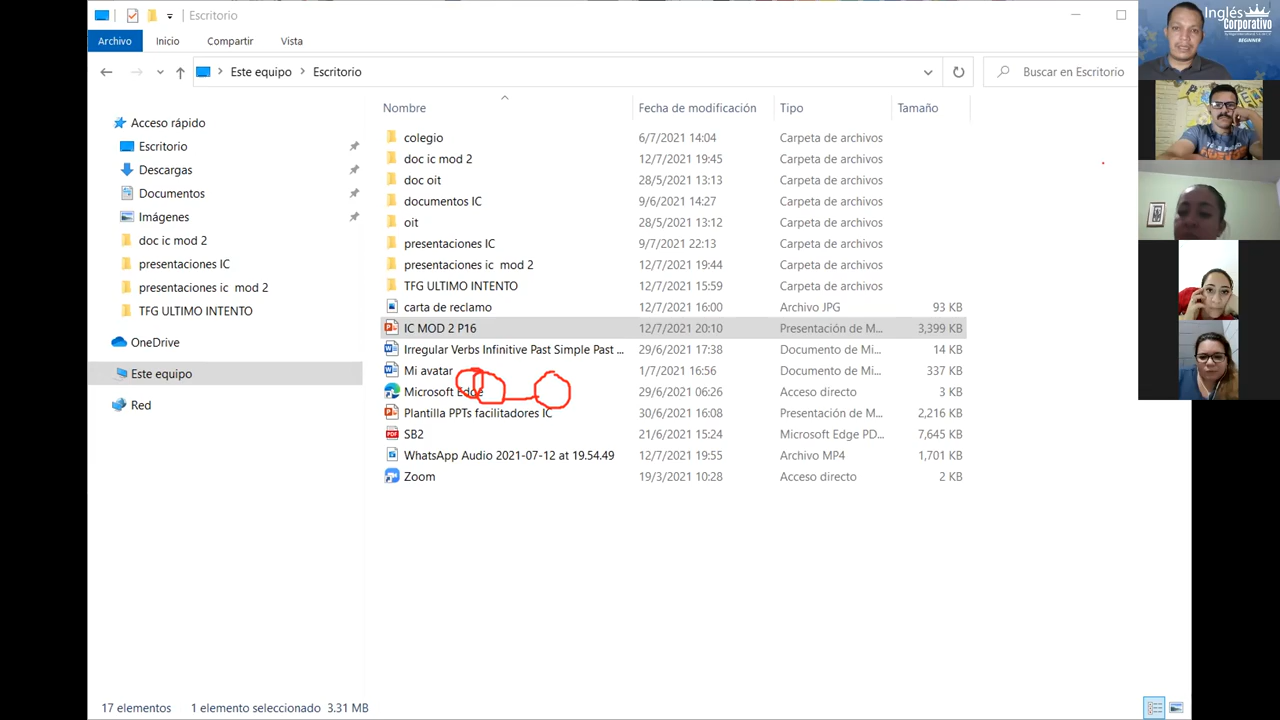 Escritorio
Archivo Inicio Compartir Vista
Este equipo Escritorio
Buscar en Escritorio
Nombre Fecha de modificación Tipo Tamaño
Acceso rápido
Escritorio
Descargas
Documentos
Imágenes
doc ic mod 2
presentaciones IC
presentaciones ic mod 2
TFG ULTIMO INTENTO
OneDrive
Este equipo
Red
colegio 6/7/2021 14:04 Carpeta de archivos
doc ic mod 2 12/7/2021 19:45 Carpeta de archivos
doc oit 28/5/2021 13:13 Carpeta de archivos
documentos IC 9/6/2021 14:27 Carpeta de archivos
oit 28/5/2021 13:12 Carpeta de archivos
presentaciones IC 9/7/2021 22:13 Carpeta de archivos
presentaciones ic mod 2 12/7/2021 19:44 Carpeta de archivos
TFG ULTIMO INTENTO 12/7/2021 15:59 Carpeta de archivos
carta de reclamo 12/7/2021 16:00 Archivo JPG 93 KB
IC MOD 2 P16 12/7/2021 20:10 Presentación de M... 3,399 KB
Irregular Verbs Infinitive Past Simple Past ... 29/6/2021 17:38 Documento de Mi... 14 KB
Mi avatar 1/7/2021 16:56 Documento de Mi... 337 KB
Microsoft Edge 29/6/2021 06:26 Acceso directo 3 KB
Plantilla PPTs facilitadores IC 30/6/2021 16:08 Presentación de M... 2,216 KB
SB2 21/6/2021 15:24 Microsoft Edge PD... 7,645 KB
WhatsApp Audio 2021-07-12 at 19.54.49 12/7/2021 19:55 Archivo MP4 1,701 KB
Zoom 19/3/2021 10:28 Acceso directo 2 KB
17 elementos 1 elemento seleccionado 3.31 MB
Inglés
Corporativo
BEGINNER